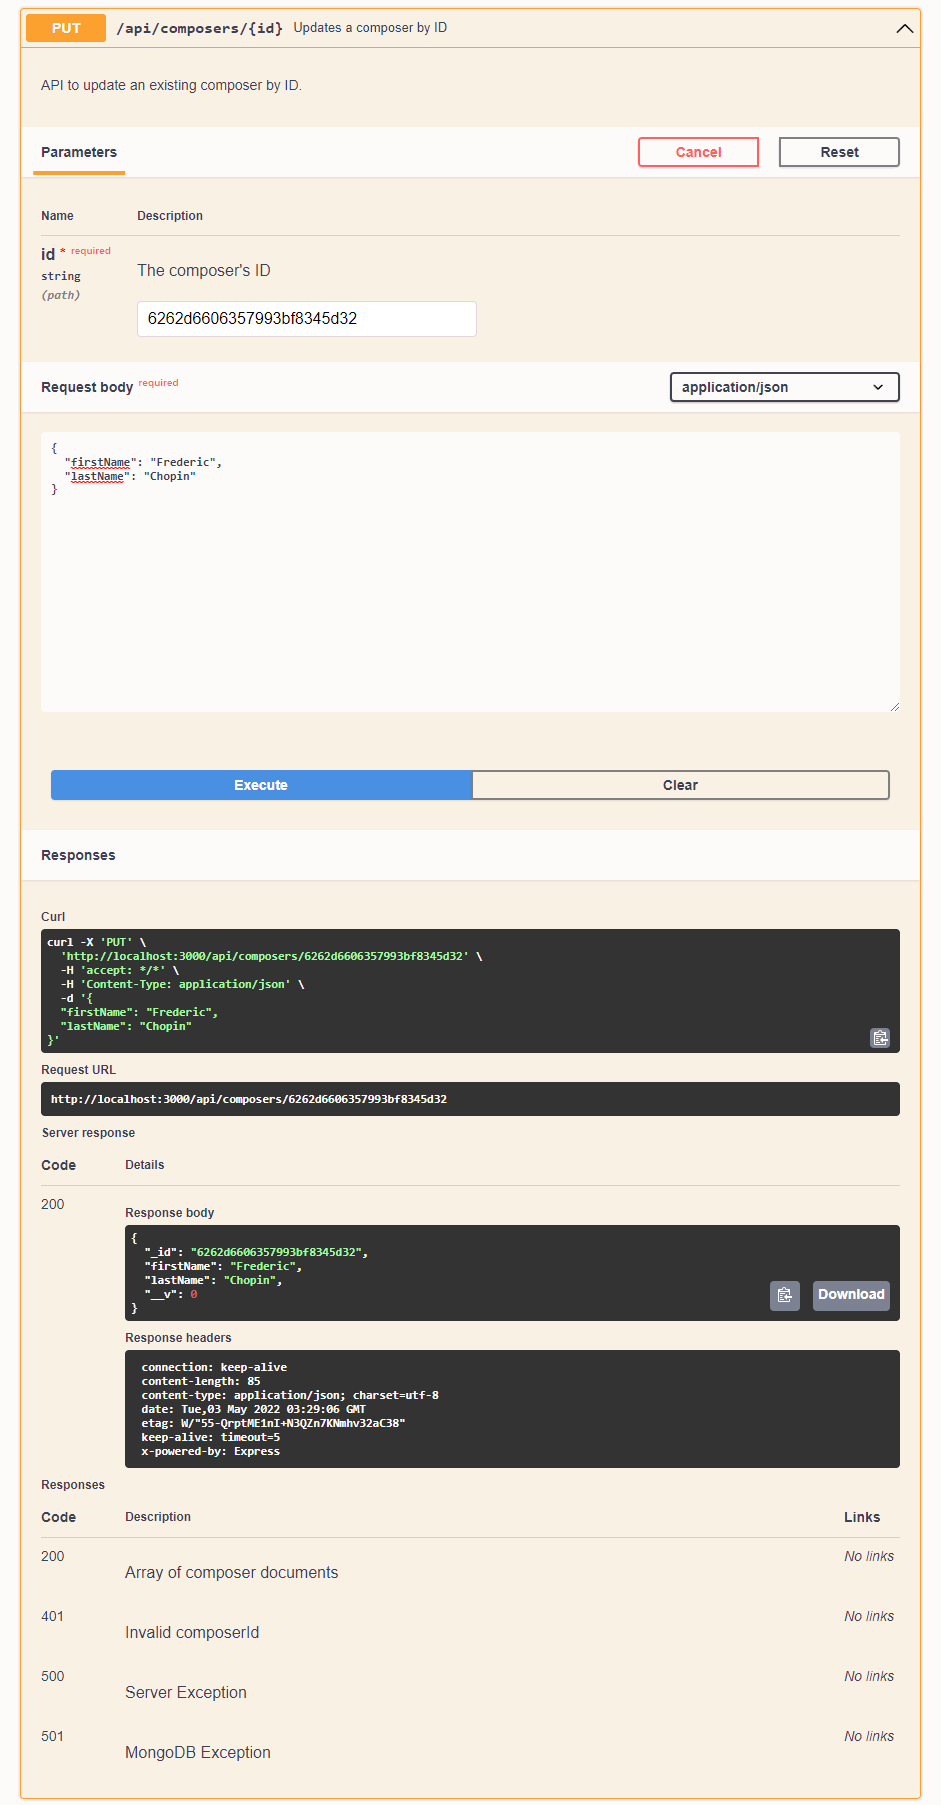 PUT /api/composers/{id} Updates a composer by ID
API to update an existing composer by ID.
Parameters Cancel Reset
Name Description
id * required
string
(path)
The composer's ID
6262d6606357993bf8345d32
Request body required application/json
{
  "firstName": "Frederic",
  "lastName": "Chopin"
}
Execute Clear
Responses
Curl
curl -X 'PUT' \
  'http://localhost:3000/api/composers/6262d6606357993bf8345d32' \
  -H 'accept: */*' \
  -H 'Content-Type: application/json' \
  -d '{
  "firstName": "Frederic",
  "lastName": "Chopin"
}'
Request URL
http://localhost:3000/api/composers/6262d6606357993bf8345d32
Server response
Code Details
200
Response body
{
  "_id": "6262d6606357993bf8345d32",
  "firstName": "Frederic",
  "lastName": "Chopin",
  "__v": 0
}
Download
Response headers
connection: keep-alive
content-length: 85
content-type: application/json; charset=utf-8
date: Tue,03 May 2022 03:29:06 GMT
etag: W/"55-QrptME1nI+N3QZn7KNmhv32aC38"
keep-alive: timeout=5
x-powered-by: Express
Responses
Code Description Links
200 No links
Array of composer documents
401 No links
Invalid composerId
500 No links
Server Exception
501 No links
MongoDB Exception